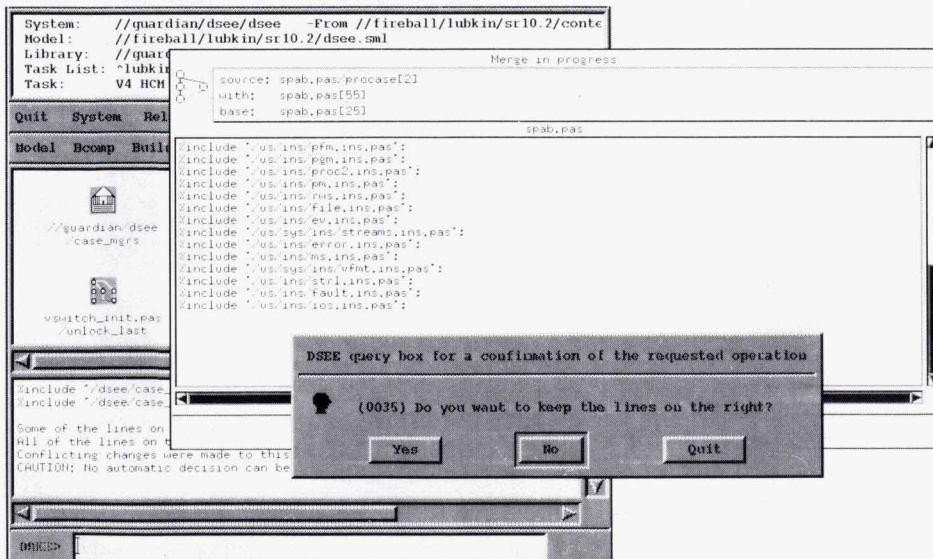 System: //guardian/dsee/dsee -From //fireball/lubkin/sr10.2/conte
Model: //fireball/lubkin/sr10.2/dsee.sml
Library: //guard
Task List: ^lubkin
Task: V4 HCM
Merge in progress
source: spab.pas/procase[2]
with: spab.pas[55]
base: spab.pas[25]
Quit System Rel
Model Bcomp Build
spab.pas
%include '/us/ins/pfm.ins.pas';
%include '/us/ins/pgm.ins.pas';
%include '/us/ins/proc2.ins.pas';
%include '/us/ins/pm.ins.pas';
%include '/us/ins/rws.ins.pas';
%include '/us/ins/file.ins.pas';
%include '/us/ins/ev.ins.pas';
%include '/us/sys/ins/streams.ins.pas';
%include '/us/ins/error.ins.pas';
%include '/us/ins/ms.ins.pas';
%include '/us/sys/ins/vfmt.ins.pas';
%include '/us/ins/strl.ins.pas';
%include '/us/ins/fault.ins.pas';
%include '/us/ins/ios.ins.pas';
//guardian/dsee
/case_mgrs
vswitch_init.pas
/unlock_last
DSEE query box for a confirmation of the requested operation
(0035) Do you want to keep the lines on the right?
Yes No Quit
%include '/dsee/case_
%include '/dsee/case_
Some of the lines on
All of the lines on t
Conflicting changes were made to this
CAUTION: No automatic decision can be
DSEE>